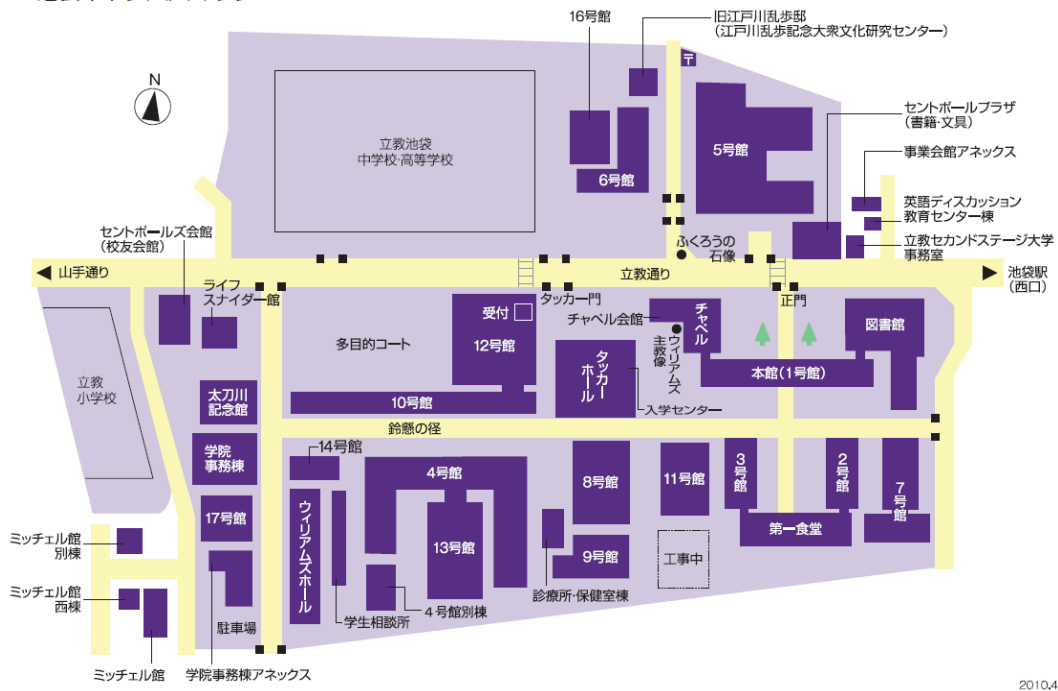 16号館
旧江戸川乱歩邸
(江戸川乱歩記念大衆文化研究センター)
N
〒
セントポールプラザ
(書籍・文具)
立教池袋
中学校・高等学校
5号館
事業会館アネックス
6号館
英語ディスカッション
教育センター棟
セントポールズ会館
(校友会館)
ふくろうの
石像
立教セカンドステージ大学
事務室
山手通り
立教通り
池袋駅
(西口)
ライフ
スナイダー館
タッカー門
正門
受付
チャペル会館
チャペル
図書館
多目的コート
12号館
ウィリアムズ
主教像
タッカー
ホール
本館(1号館)
立教
小学校
太刀川
記念館
10号館
入学センター
鈴懸の径
学院
事務棟
14号館
4号館
8号館
11号館
3号館
2号館
7号館
17号館
ウィリアムズホール
13号館
第一食堂
ミッチェル館
別棟
9号館
工事中
ミッチェル館
西棟
診療所・保健室棟
4号館別棟
学生相談所
駐車場
ミッチェル館
学院事務棟アネックス
2010.4